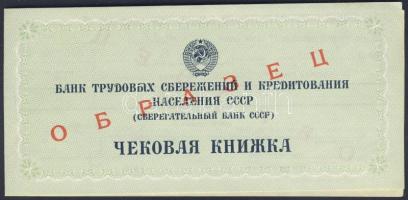 БАНК ТРУДОВЫХ СБЕРЕЖЕНИЙ И КРЕДИТОВАНИЯ
НАСЕЛЕНИЯ СССР
(СБЕРЕГАТЕЛЬНЫЙ БАНК СССР)
ОБРАЗЕЦ
ЧЕКОВАЯ КНИЖКА